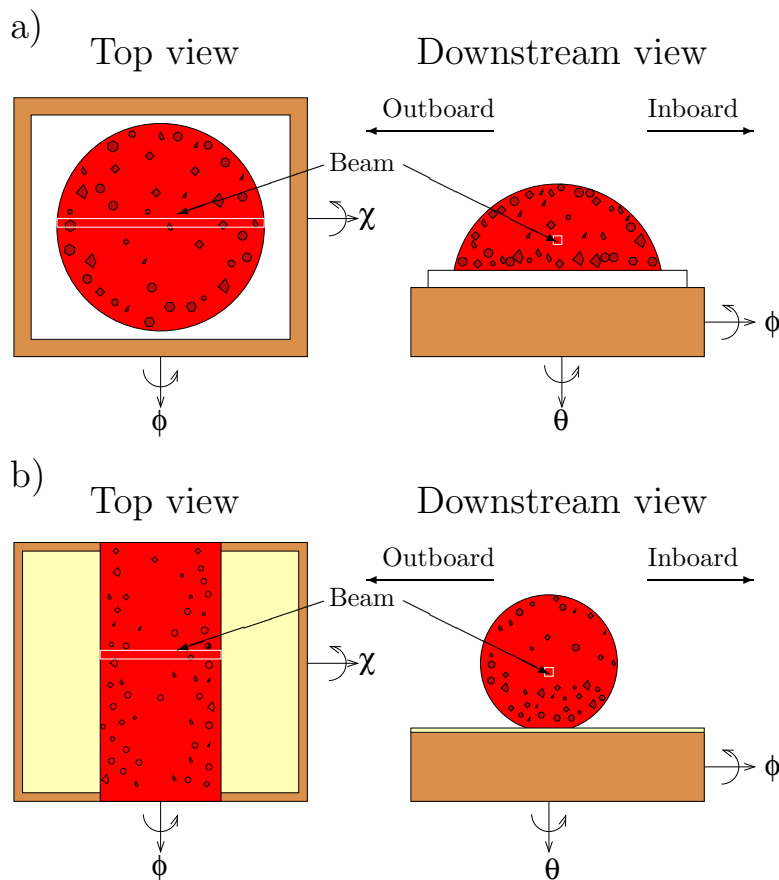 a)
Top view
Downstream view
Outboard
Inboard
Beam
χ
ϕ
ϕ
θ
b)
Top view
Downstream view
Outboard
Inboard
Beam
χ
ϕ
ϕ
θ